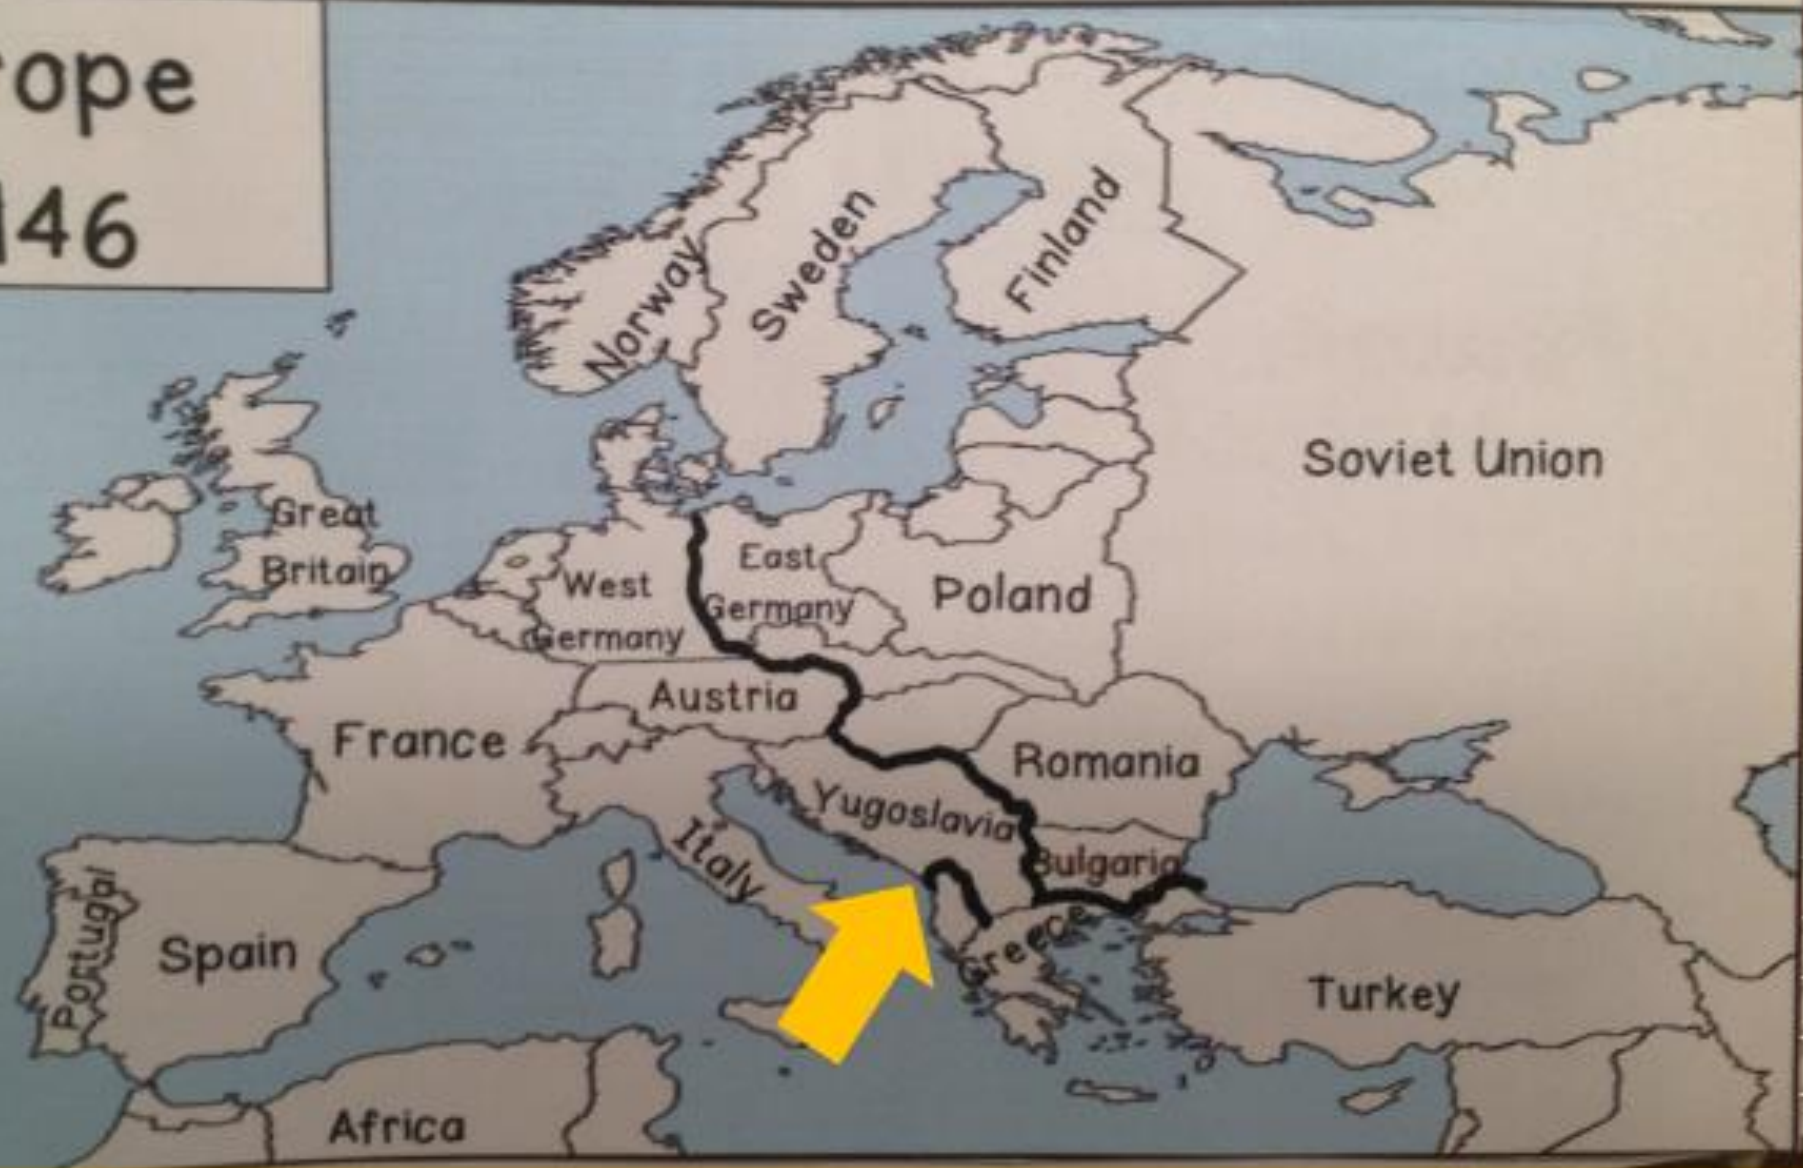 ope
46
Norway
Sweden
Finland
Soviet Union
Great
Britain
West
Germany
East
Germany
Poland
Austria
France
Romania
Yugoslavia
Italy
Bulgaria
Portugal
Spain
Greece
Turkey
Africa